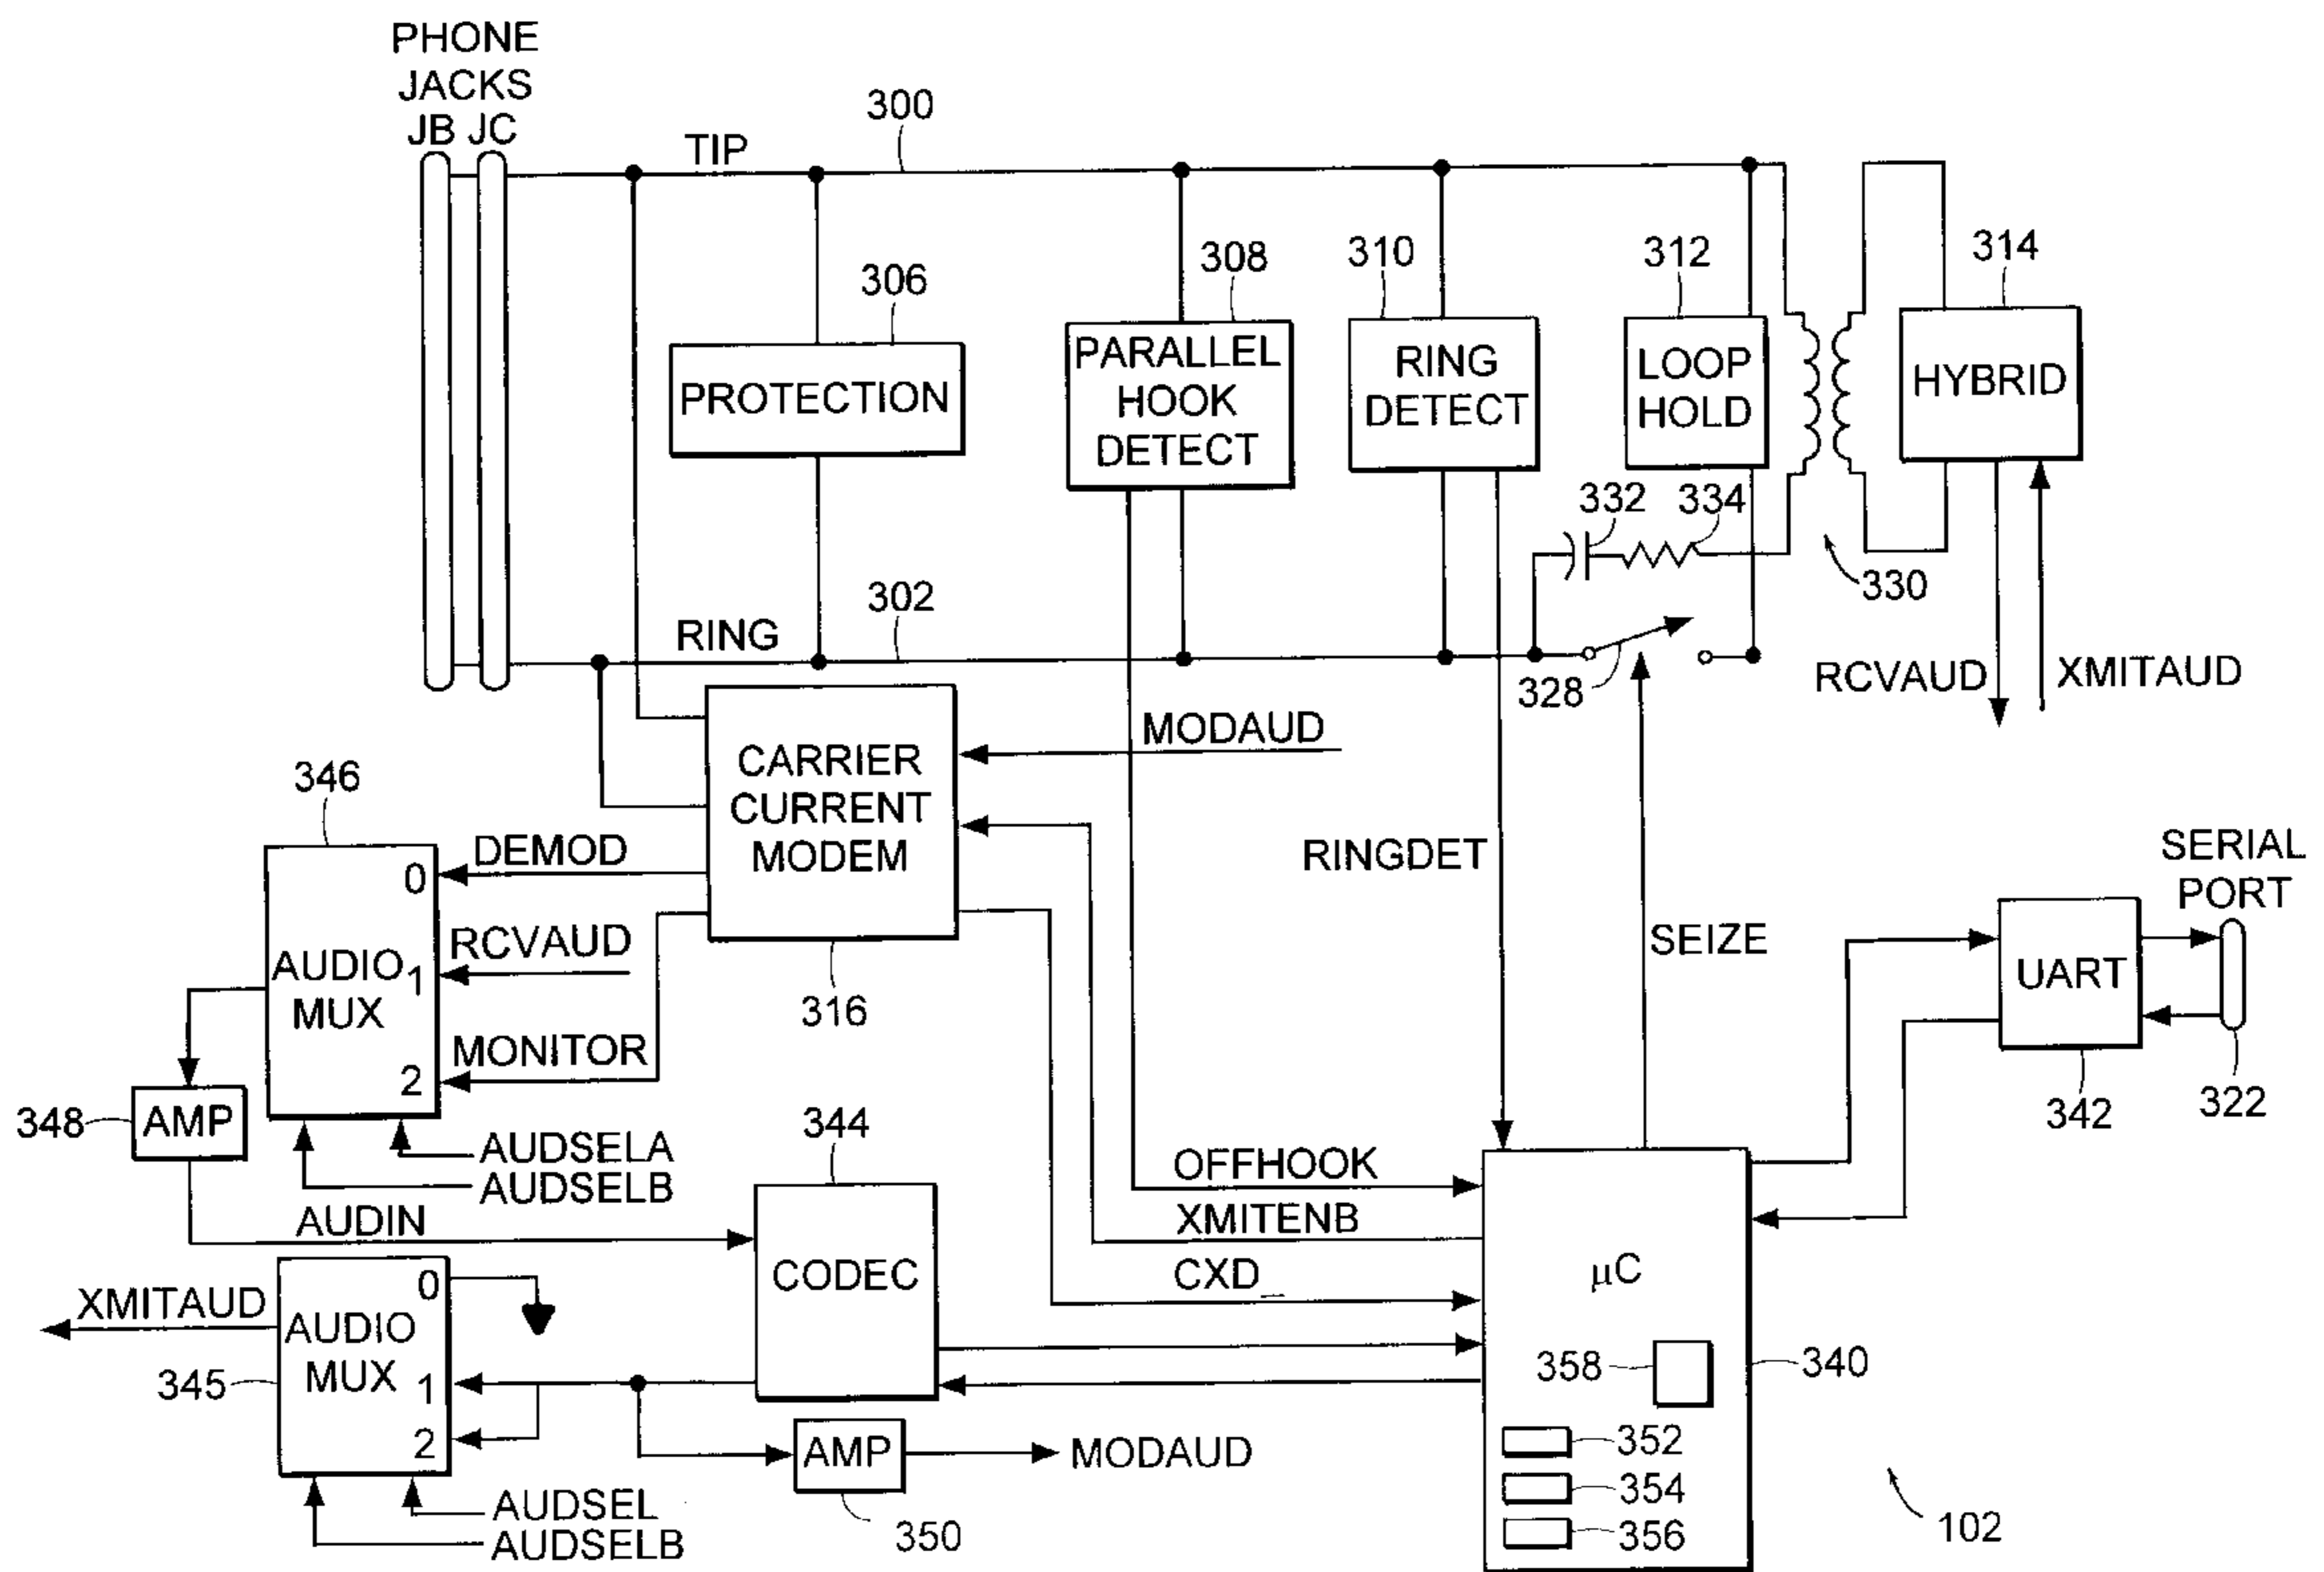 PHONE
JACKS
JB JC
TIP
300
306
308
310
312
314
PROTECTION
PARALLEL
HOOK
DETECT
RING
DETECT
LOOP
HOLD
HYBRID
332
334
330
RING
302
328
RCVAUD
XMITAUD
CARRIER
CURRENT
MODEM
316
MODAUD
346
DEMOD
0
RCVAUD
AUDIO
MUX
1
MONITOR
2
348
AMP
AUDSELA
AUDSELB
AUDIN
RINGDET
SEIZE
SERIAL
PORT
UART
342
322
344
CODEC
OFFHOOK
XMITENB
CXD
µC
340
358
352
354
356
XMITAUD
0
AUDIO
MUX
1
2
345
AMP
350
MODAUD
AUDSEL
AUDSELB
102